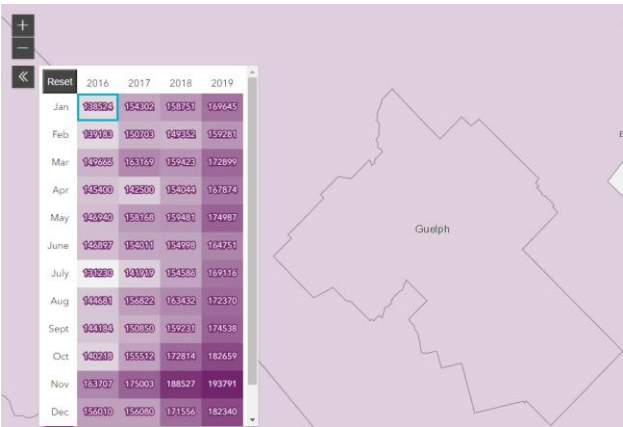 +
−
«
Reset 2016 2017 2018 2019
Jan 138524 154302 158751 169645
Feb 139183 150703 149352 159281
Mar 149666 163169 159423 172899
Apr 145400 142500 154044 167874
May 146940 158168 159481 174987
June 146897 154011 154998 164751
July 131230 141919 154586 169116
Aug 144681 156822 163432 172370
Sept 144184 150850 159231 174538
Oct 140218 155512 172814 182659
Nov 163707 175003 188527 193791
Dec 156010 156080 171556 182340
Guelph